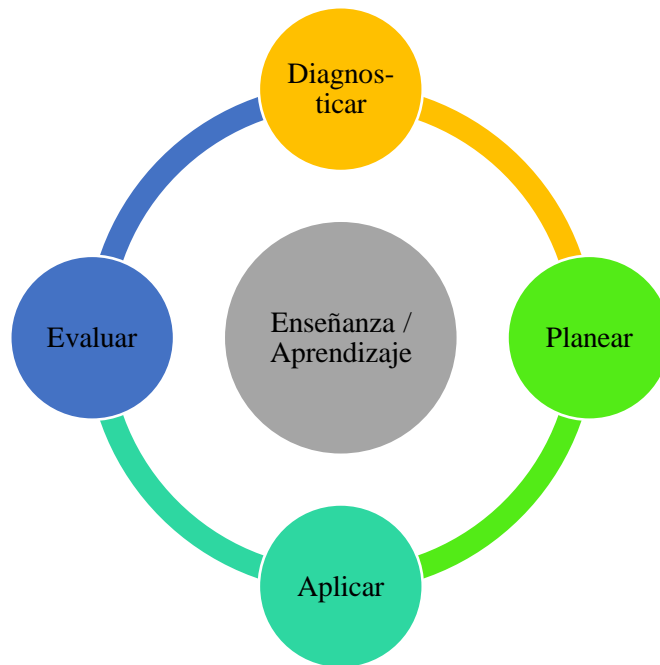 Diagnos-
ticar
Evaluar
Enseñanza /
Aprendizaje
Planear
Aplicar